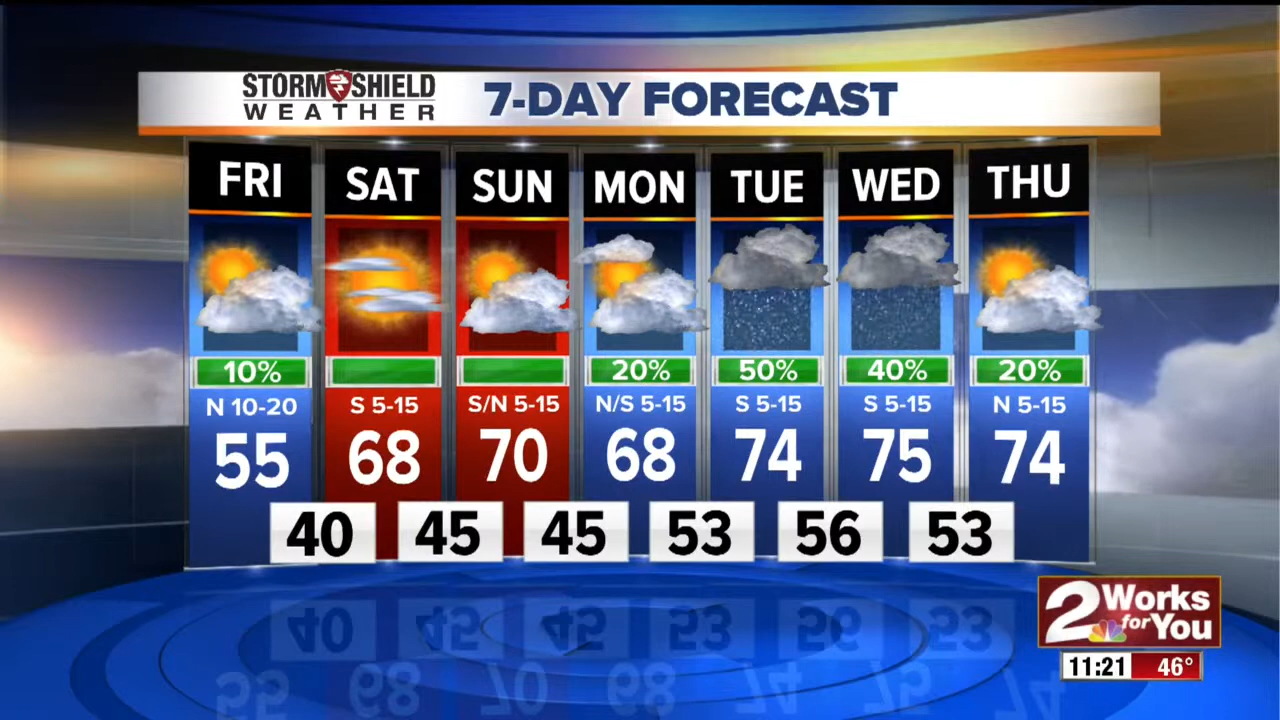 STORM SHIELD
WEATHER
7-DAY FORECAST
FRI SAT SUN MON TUE WED THU
10% 20% 50% 40% 20%
N 10-20 S 5-15 S/N 5-15 N/S 5-15 S 5-15 S 5-15 N 5-15
55 68 70 68 74 75 74
40 45 45 53 56 53
2 Works for You
11:21 46°